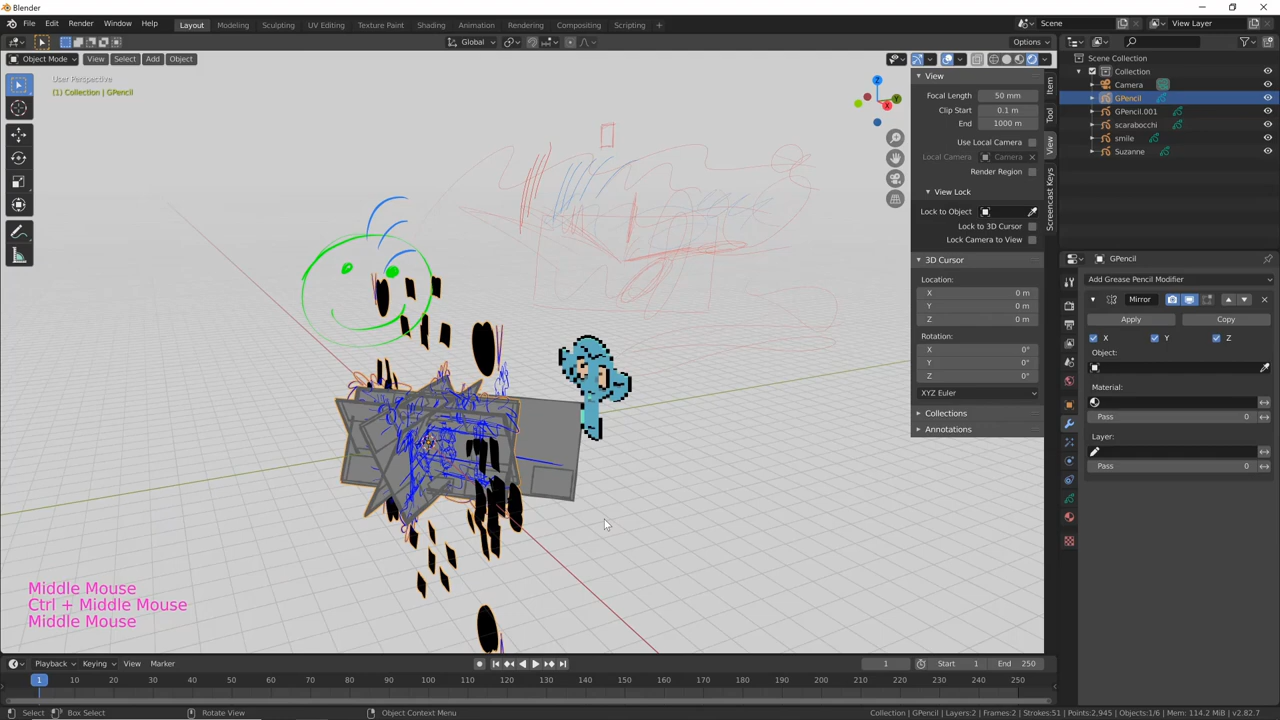 Blender
File Edit Render Window Help Layout Modeling Sculpting UV Editing Texture Paint Shading Animation Rendering Compositing Scripting + Scene View Layer
Global Options
Object Mode View Select Add Object
User Perspective
(1) Collection | GPencil
Z
Y
X
View
Focal Length 50 mm
Clip Start 0.1 m
End 1000 m
Use Local Camera
Local Camera Camera
Render Region
View Lock
Lock to Object
Lock to 3D Cursor
Lock Camera to View
3D Cursor
Location:
X 0 m
Y 0 m
Z 0 m
Rotation:
X 0°
Y 0°
Z 0°
XYZ Euler
Collections
Annotations
Item
Tool
View
Screencast Keys
Scene Collection
Collection
Camera
GPencil
GPencil.001
scarabocchi
smile
Suzanne
GPencil
Add Grease Pencil Modifier
Mirror
Apply Copy
X Y Z
Object:
Material:
Pass 0
Layer:
Pass 0
Middle Mouse
Ctrl + Middle Mouse
Middle Mouse
Playback Keying View Marker 1 Start 1 End 250
1 10 20 30 40 50 60 70 80 90 100 110 120 130 140 150 160 170 180 190 200 210 220 230 240 250
Select Box Select Rotate View Object Context Menu Collection | GPencil | Layers:2 | Frames:2 | Strokes:51 | Points:2,945 | Objects:1/6 | Mem: 114.2 MiB | v2.82.7